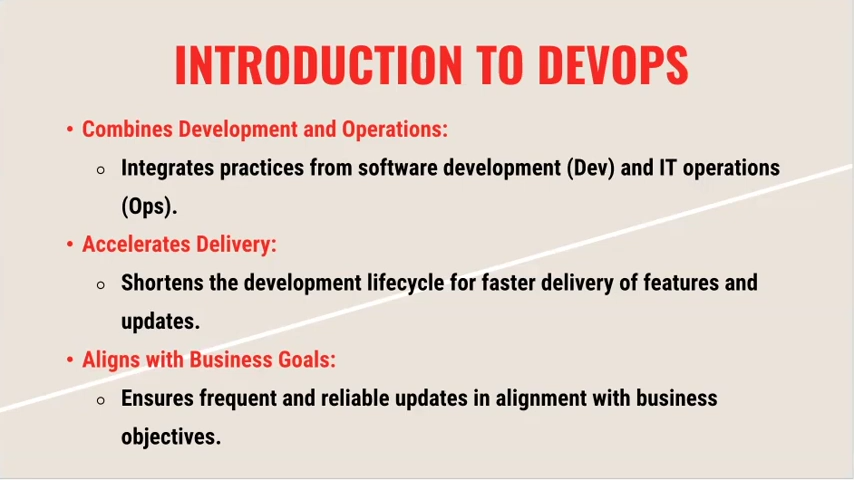 INTRODUCTION TO DEVOPS
• Combines Development and Operations:
○ Integrates practices from software development (Dev) and IT operations
(Ops).
• Accelerates Delivery:
○ Shortens the development lifecycle for faster delivery of features and
updates.
• Aligns with Business Goals:
○ Ensures frequent and reliable updates in alignment with business
objectives.